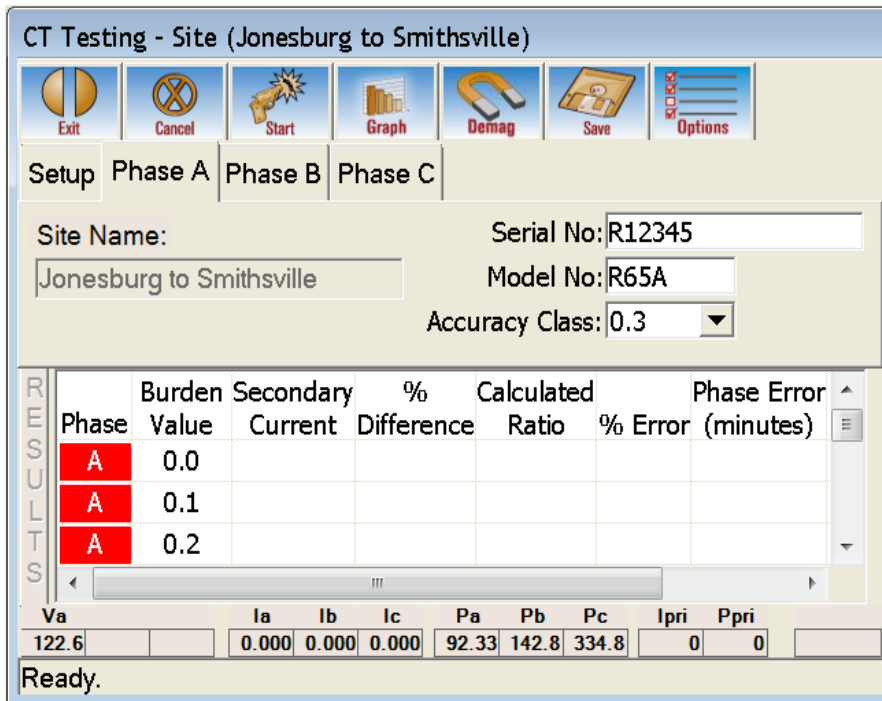 CT Testing - Site (Jonesburg to Smithsville)
Exit Cancel Start Graph Demag Save Options
Setup Phase A Phase B Phase C
Site Name: Serial No: R12345
Jonesburg to Smithsville Model No: R65A
Accuracy Class: 0.3
RESULTS
Burden Secondary % Calculated Phase Error
Phase Value Current Difference Ratio % Error (minutes)
A 0.0
A 0.1
A 0.2
Va Ia Ib Ic Pa Pb Pc Ipri Ppri
122.6 0.000 0.000 0.000 92.33 142.8 334.8 0 0
Ready.